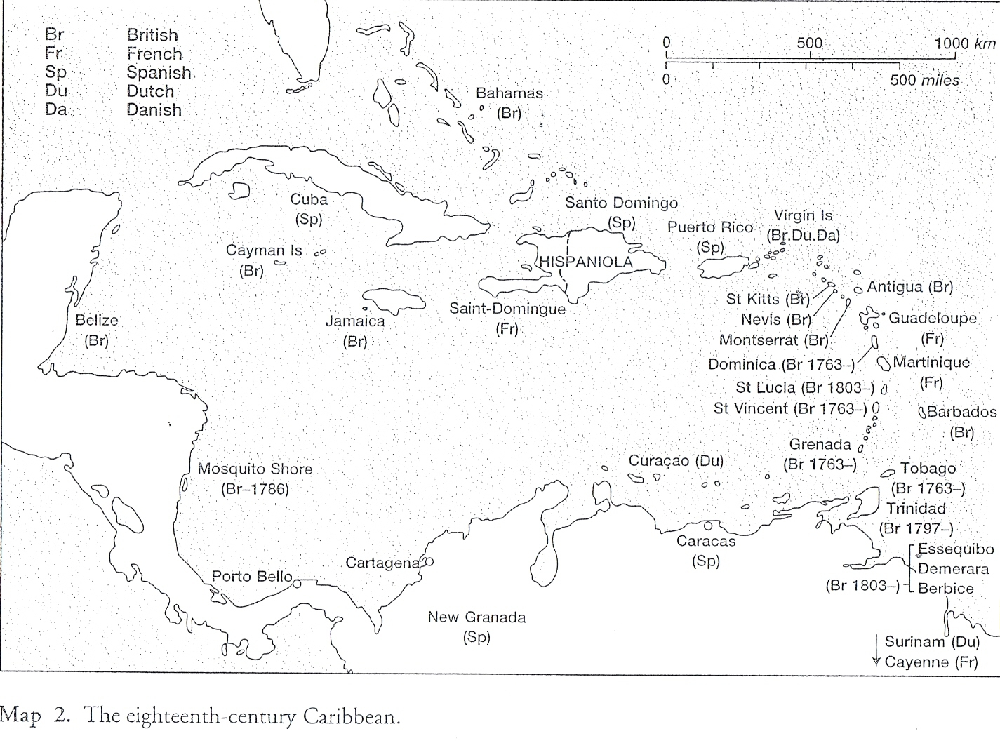 Br British
Fr French
Sp Spanish
Du Dutch
Da Danish
0 500 1000 km
0 500 miles
Bahamas
(Br)
Cuba
(Sp)
Cayman Is
(Br)
Santo Domingo
(Sp)
Puerto Rico
(Sp)
Virgin Is
(Br.Du.Da)
HISPANIOLA
Saint-Domingue
(Fr)
Jamaica
(Br)
Belize
(Br)
St Kitts (Br)
Nevis (Br)
Montserrat (Br)
Antigua (Br)
Guadeloupe
(Fr)
Dominica (Br 1763–)
Martinique
(Fr)
St Lucia (Br 1803–)
St Vincent (Br 1763–)
Barbados
(Br)
Grenada
(Br 1763–)
Curaçao (Du)
Tobago
(Br 1763–)
Trinidad
(Br 1797–)
Mosquito Shore
(Br–1786)
Caracas
(Sp)
Cartagena
Porto Bello
Essequibo
Demerara
(Br 1803–)
Berbice
New Granada
(Sp)
Surinam (Du)
Cayenne (Fr)
Map 2. The eighteenth-century Caribbean.